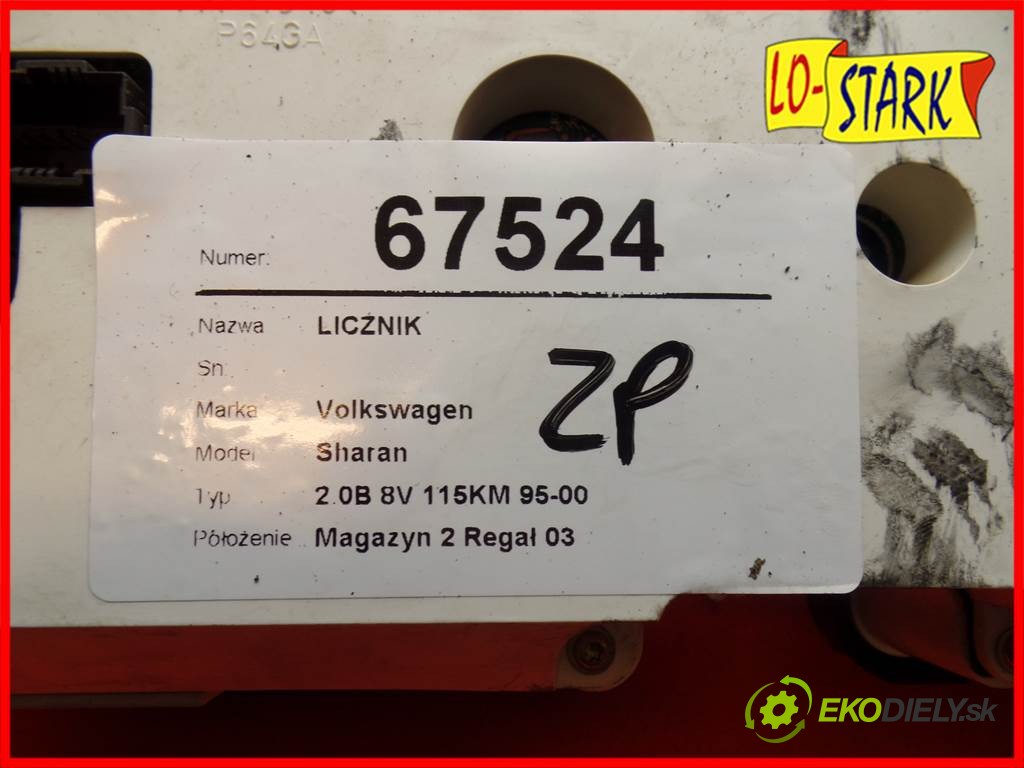 P64GA
LO-STARK
Numer: 67524
Nazwa LICZNIK
Sn:
Marka Volkswagen
Model Sharan
Typ 2.0B 8V 115KM 95-00
Położenie Magazyn 2 Regał 03
ZP
EKODIELY.sk